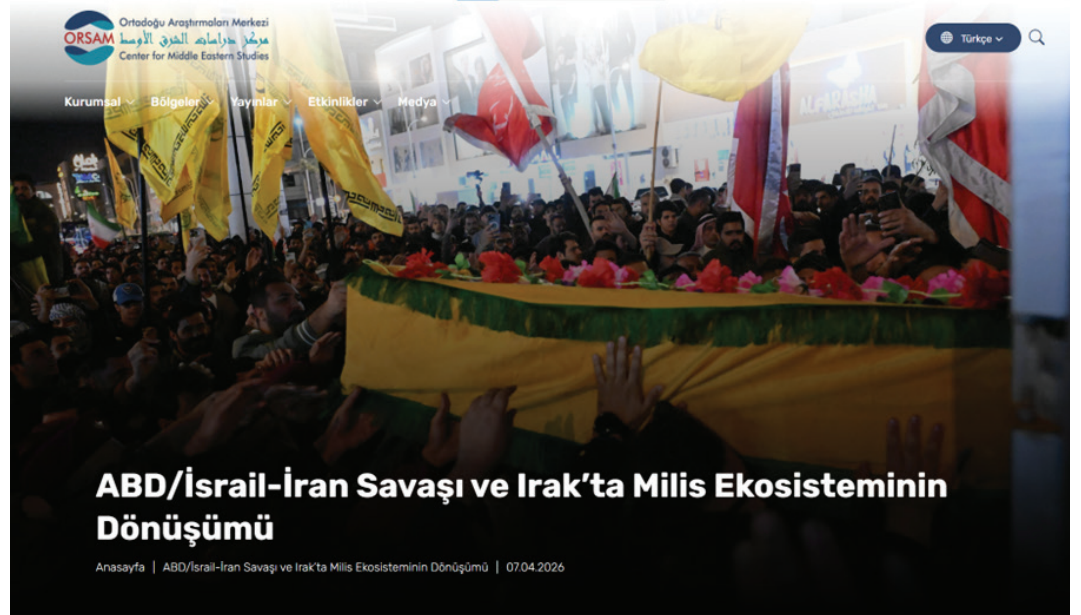 Ortadoğu Araştırmaları Merkezi
ORSAM مركز دراسات الشرق الأوسط
Center for Middle Eastern Studies
Türkçe
Kurumsal Bölgeler Yayınlar Etkinlikler Medya
ALFARASHA
ABD/İsrail-İran Savaşı ve Irak’ta Milis Ekosisteminin
Dönüşümü
Anasayfa | ABD/İsrail-İran Savaşı ve Irak’ta Milis Ekosisteminin Dönüşümü | 07.04.2026